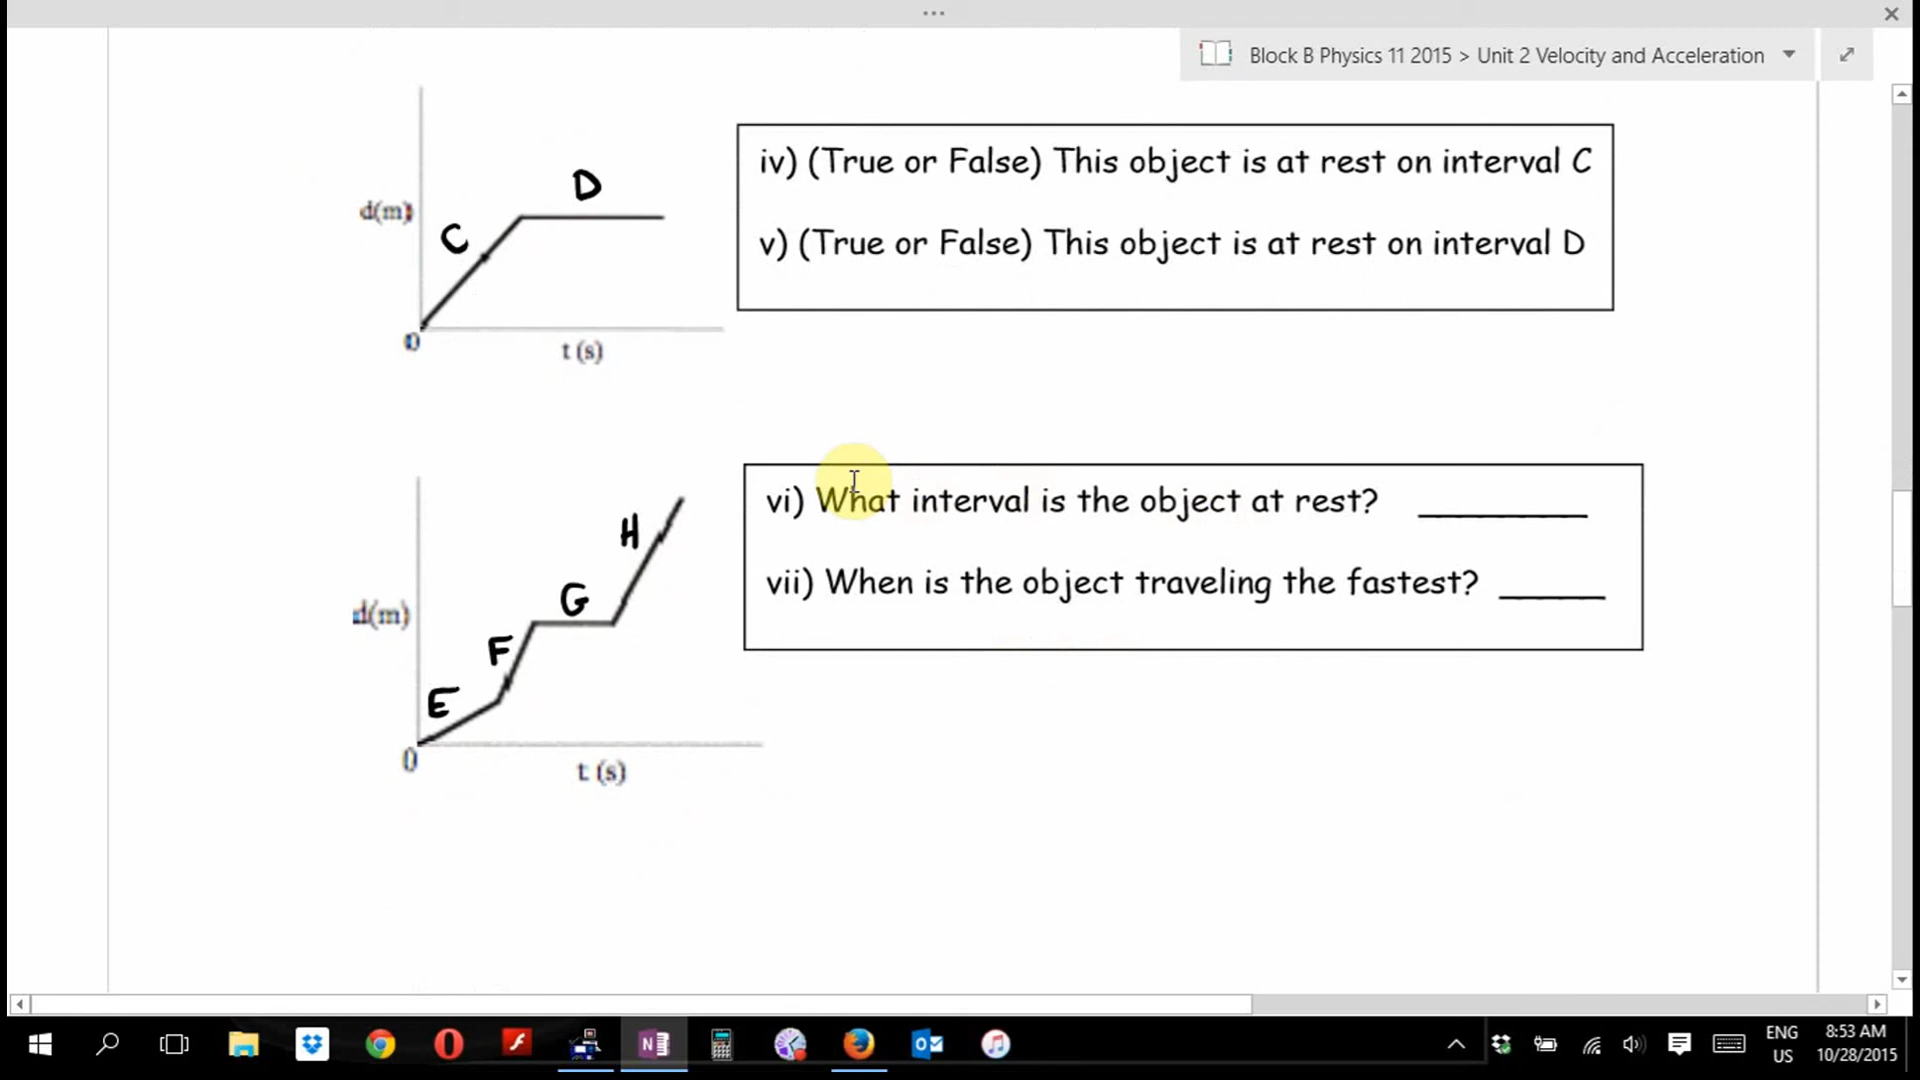 Block B Physics 11 2015 > Unit 2 Velocity and Acceleration
D
d(m)
C
0
t (s)
iv) (True or False) This object is at rest on interval C
v) (True or False) This object is at rest on interval D
H
G
d(m)
F
E
0
t (s)
vi) What interval is the object at rest? __________
vii) When is the object traveling the fastest? ______
N
ENG
US
8:53 AM
10/28/2015